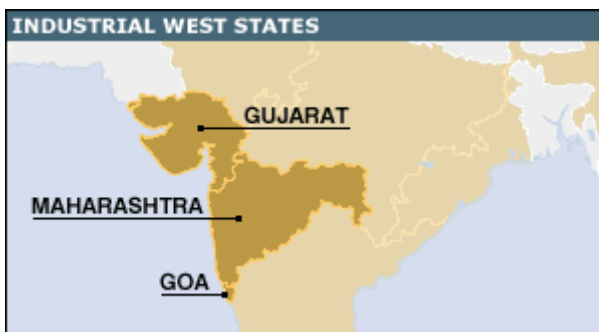 INDUSTRIAL WEST STATES
GUJARAT
MAHARASHTRA
GOA